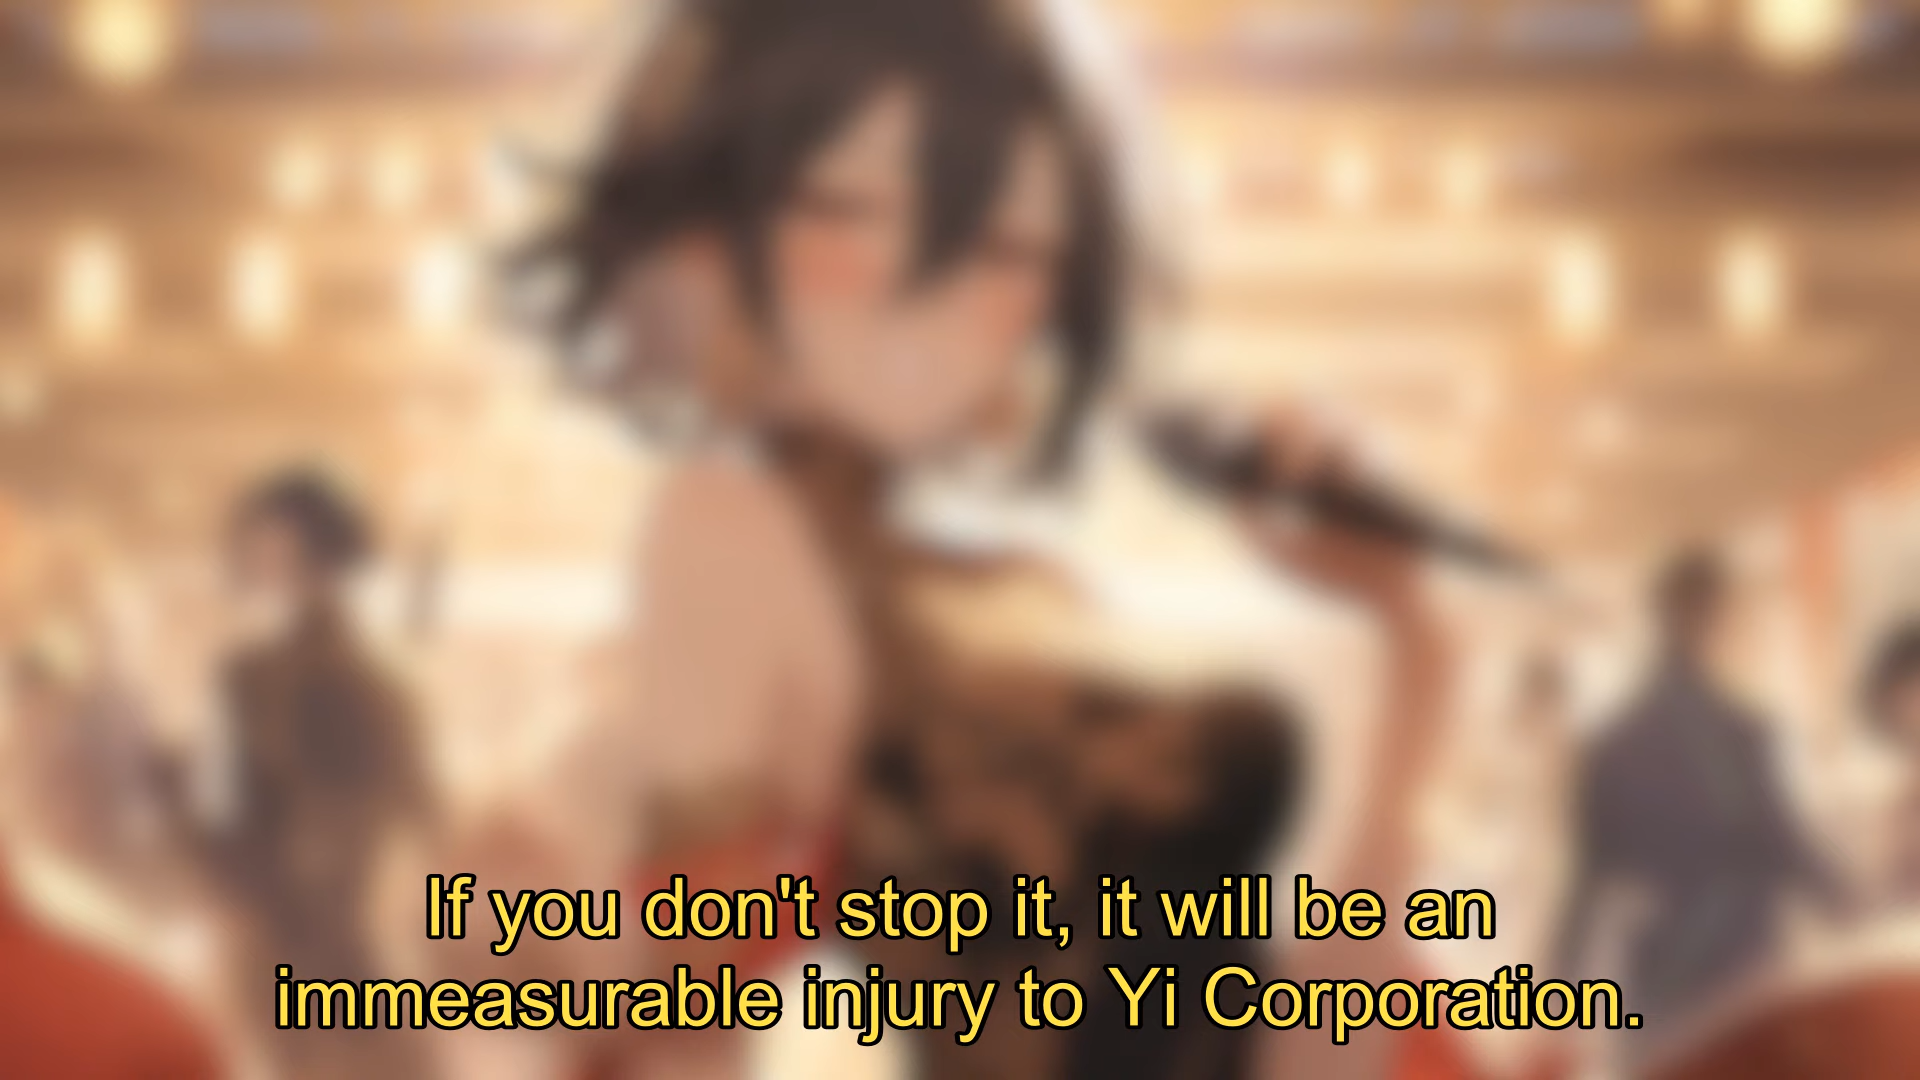 If you don't stop it, it will be an
immeasurable injury to Yi Corporation.